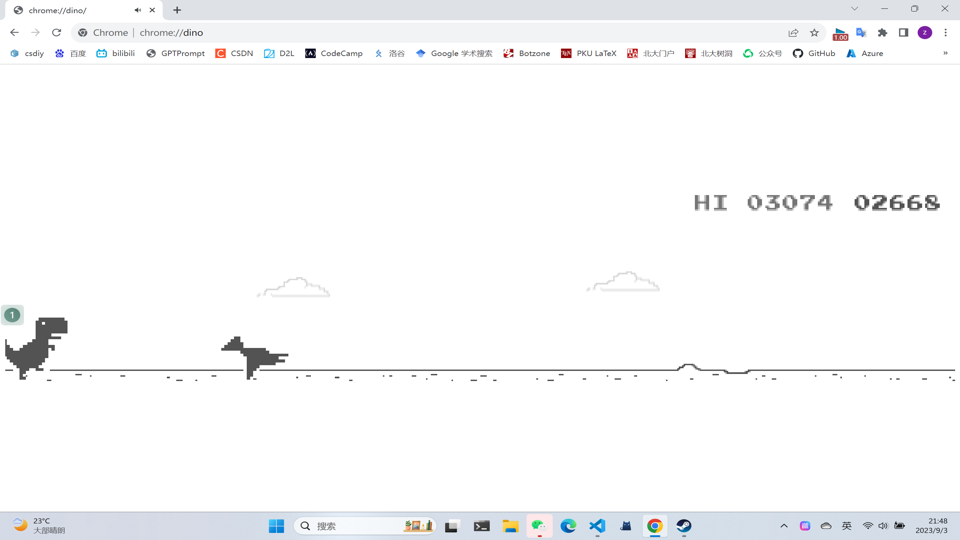 chrome://dino/
Chrome | chrome://dino
1.00
z
csdiy 百度 bilibili GPTPrompt CSDN D2L CodeCamp 洛谷 Google 学术搜索 Botzone PKU LaTeX 北大门户 北大树洞 公众号 GitHub Azure »
HI 03074 02668
1
23°C
大部晴朗
搜索
英
21:48
2023/9/3